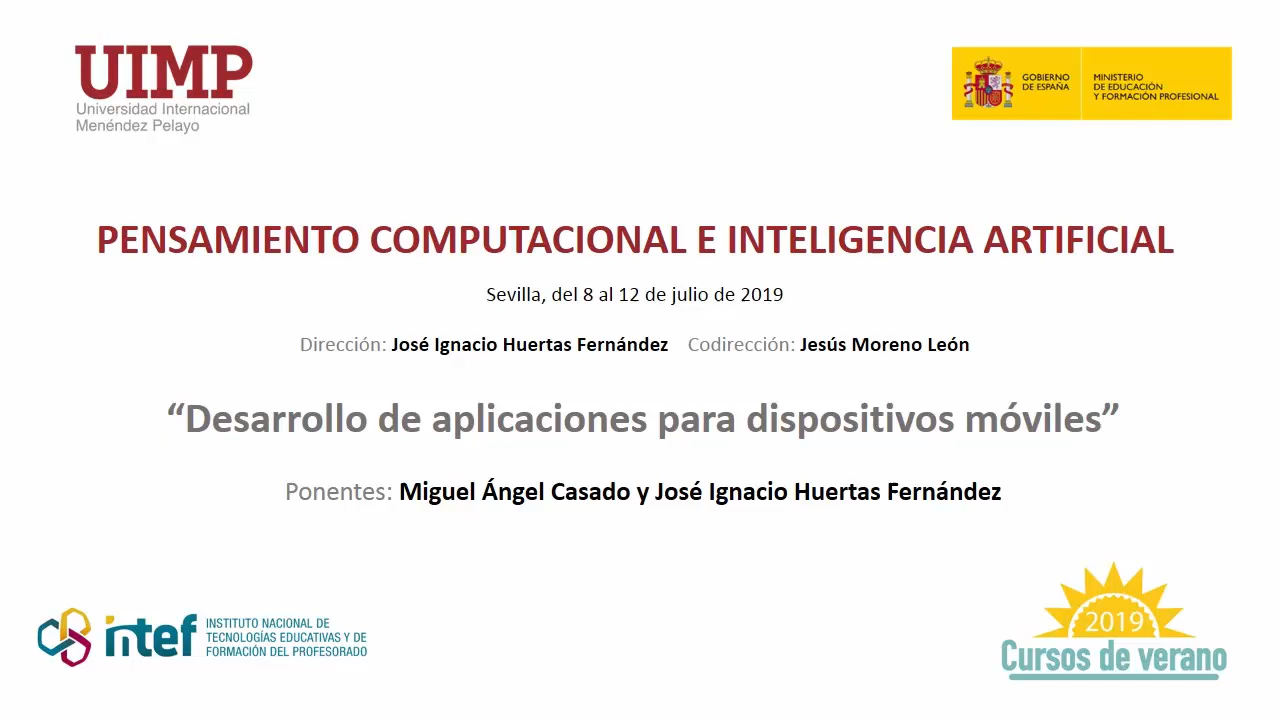 UIMP
Universidad Internacional
Menéndez Pelayo
GOBIERNO
DE ESPAÑA
MINISTERIO
DE EDUCACIÓN
Y FORMACIÓN PROFESIONAL
PENSAMIENTO COMPUTACIONAL E INTELIGENCIA ARTIFICIAL
Sevilla, del 8 al 12 de julio de 2019
Dirección: José Ignacio Huertas Fernández Codirección: Jesús Moreno León
“Desarrollo de aplicaciones para dispositivos móviles”
Ponentes: Miguel Ángel Casado y José Ignacio Huertas Fernández
intef
INSTITUTO NACIONAL DE
TECNOLOGÍAS EDUCATIVAS Y DE
FORMACIÓN DEL PROFESORADO
2019
Cursos de verano